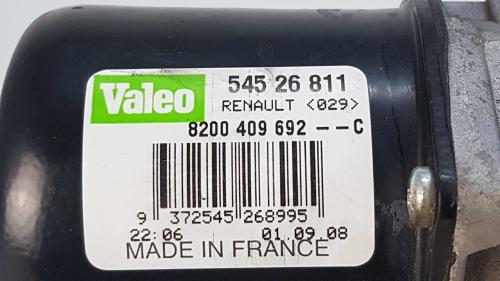 Valeo 545 26 811
RENAULT <029>
8200 409 692 --C
9 372545 268995
22:06 01.09.08
MADE IN FRANCE